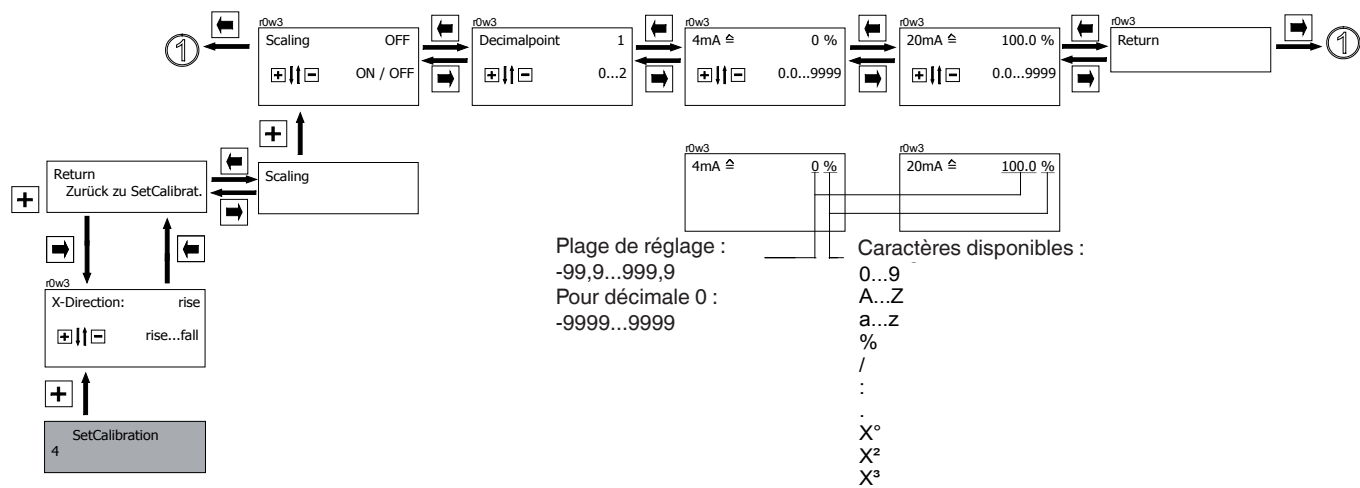 r0w3
Scaling OFF
ON / OFF
r0w3
Decimalpoint 1
0...2
r0w3
4mA ≙ 0 %
0.0...9999
r0w3
20mA ≙ 100.0 %
0.0...9999
r0w3
Return
1
1
Return
Zurück zu SetCalibrat.
Scaling
r0w3
4mA ≙ 0 %
r0w3
20mA ≙ 100.0 %
Plage de réglage :
-99,9...999,9
Pour décimale 0 :
-9999...9999
Caractères disponibles :
0...9
A...Z
a...z
%
/
:
.
X°
X²
X³
r0w3
X-Direction: rise
rise...fall
SetCalibration
4